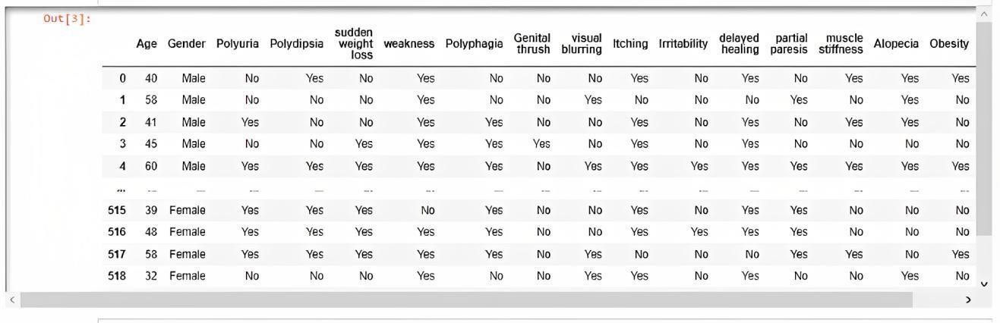 Out[3]:
Age Gender Polyuria Polydipsia sudden weight loss weakness Polyphagia Genital thrush visual blurring Itching Irritability delayed healing partial paresis muscle stiffness Alopecia Obesity
0 40 Male No Yes No Yes No No No Yes No Yes No Yes Yes Yes
1 58 Male No No No Yes No No Yes No No No Yes No Yes No
2 41 Male Yes No No Yes Yes No No Yes No Yes No Yes Yes No
3 45 Male No No Yes Yes Yes Yes No Yes No Yes No No No No
4 60 Male Yes Yes Yes Yes Yes No Yes Yes Yes Yes Yes Yes Yes Yes
... ... ... ... ... ... ... ... ... ... ... ... ... ... ... ... ...
515 39 Female Yes Yes Yes No Yes No No Yes No Yes Yes No No No
516 48 Female Yes Yes Yes Yes Yes No No Yes Yes Yes Yes No No No
517 58 Female Yes Yes Yes Yes Yes No Yes No No No Yes Yes No Yes
518 32 Female No No No Yes No No Yes Yes No Yes No No Yes No